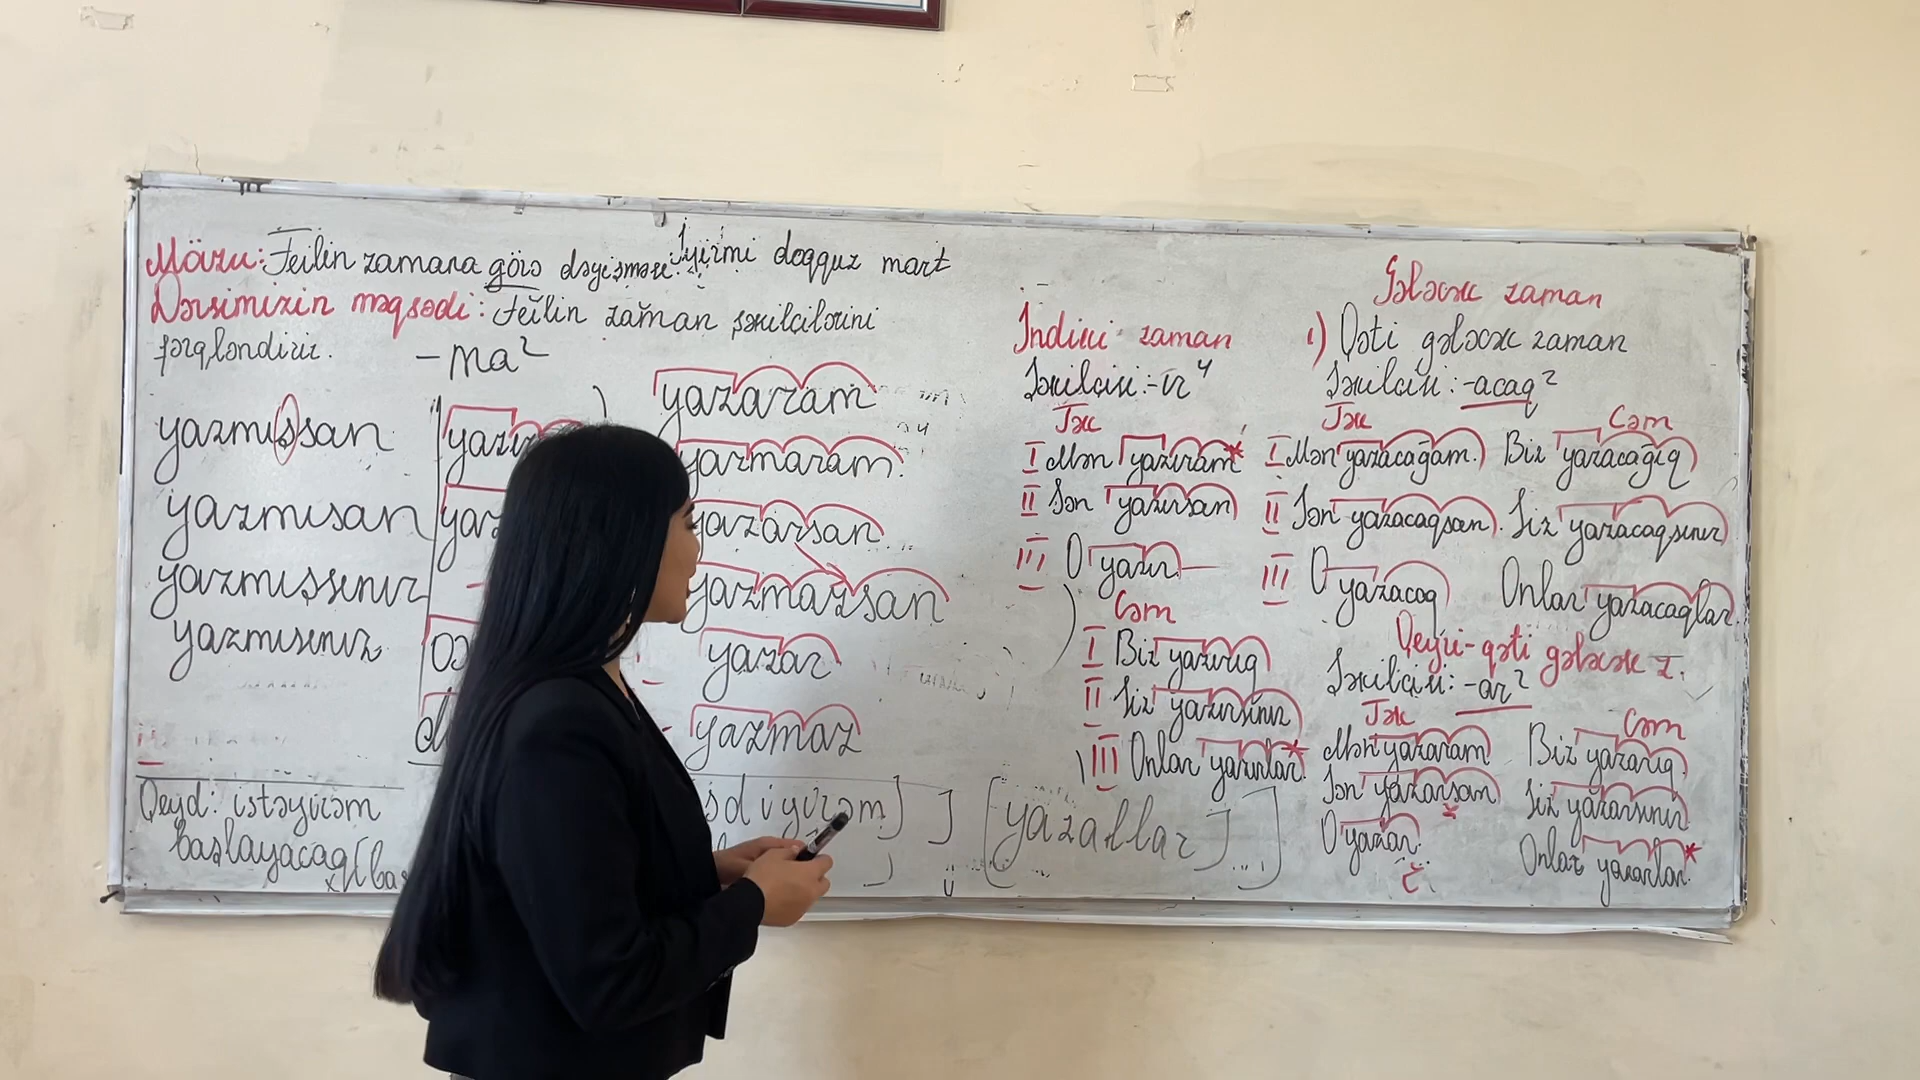 Mövzu: Feilin zamana görə dəyişməsi.
İyirmi doqquz mart
Dərsimizin məqsədi: Feilin zaman şəkilçilərini
fərqləndirir.
-ma²
yazmışsan
yazmısan
yazmışsınız
yazmısınız
yazaram
yazmaram.
yazarsan
yazmazsan
yazar
yazmaz
Qeyd: istəyirəm
başlayacaq
[yazallar]
İndiki zaman
Şəkilçisi: -ır⁴
Tək
I Mən yazıram*
II Sən yazırsan
III O yazır
Cəm
I Biz yazırıq
II Siz yazırsınız
III Onlar yazırlar*
Gələcək zaman
1) Qəti gələcək zaman
Şəkilçisi: -acaq²
Tək
I Mən yazacağam.
II Sən yazacaqsan.
III O yazacaq
Cəm
Biz yazacağıq
Siz yazacaqsınız
Onlar yazacaqlar.
Qeyri-qəti gələcək z.
Şəkilçisi: -ar²
Tək
Mən yazaram
Sən yazarsan
O yazar.
Cəm
Biz yazarıq.
Siz yazarsınız
Onlar yazarlar.*